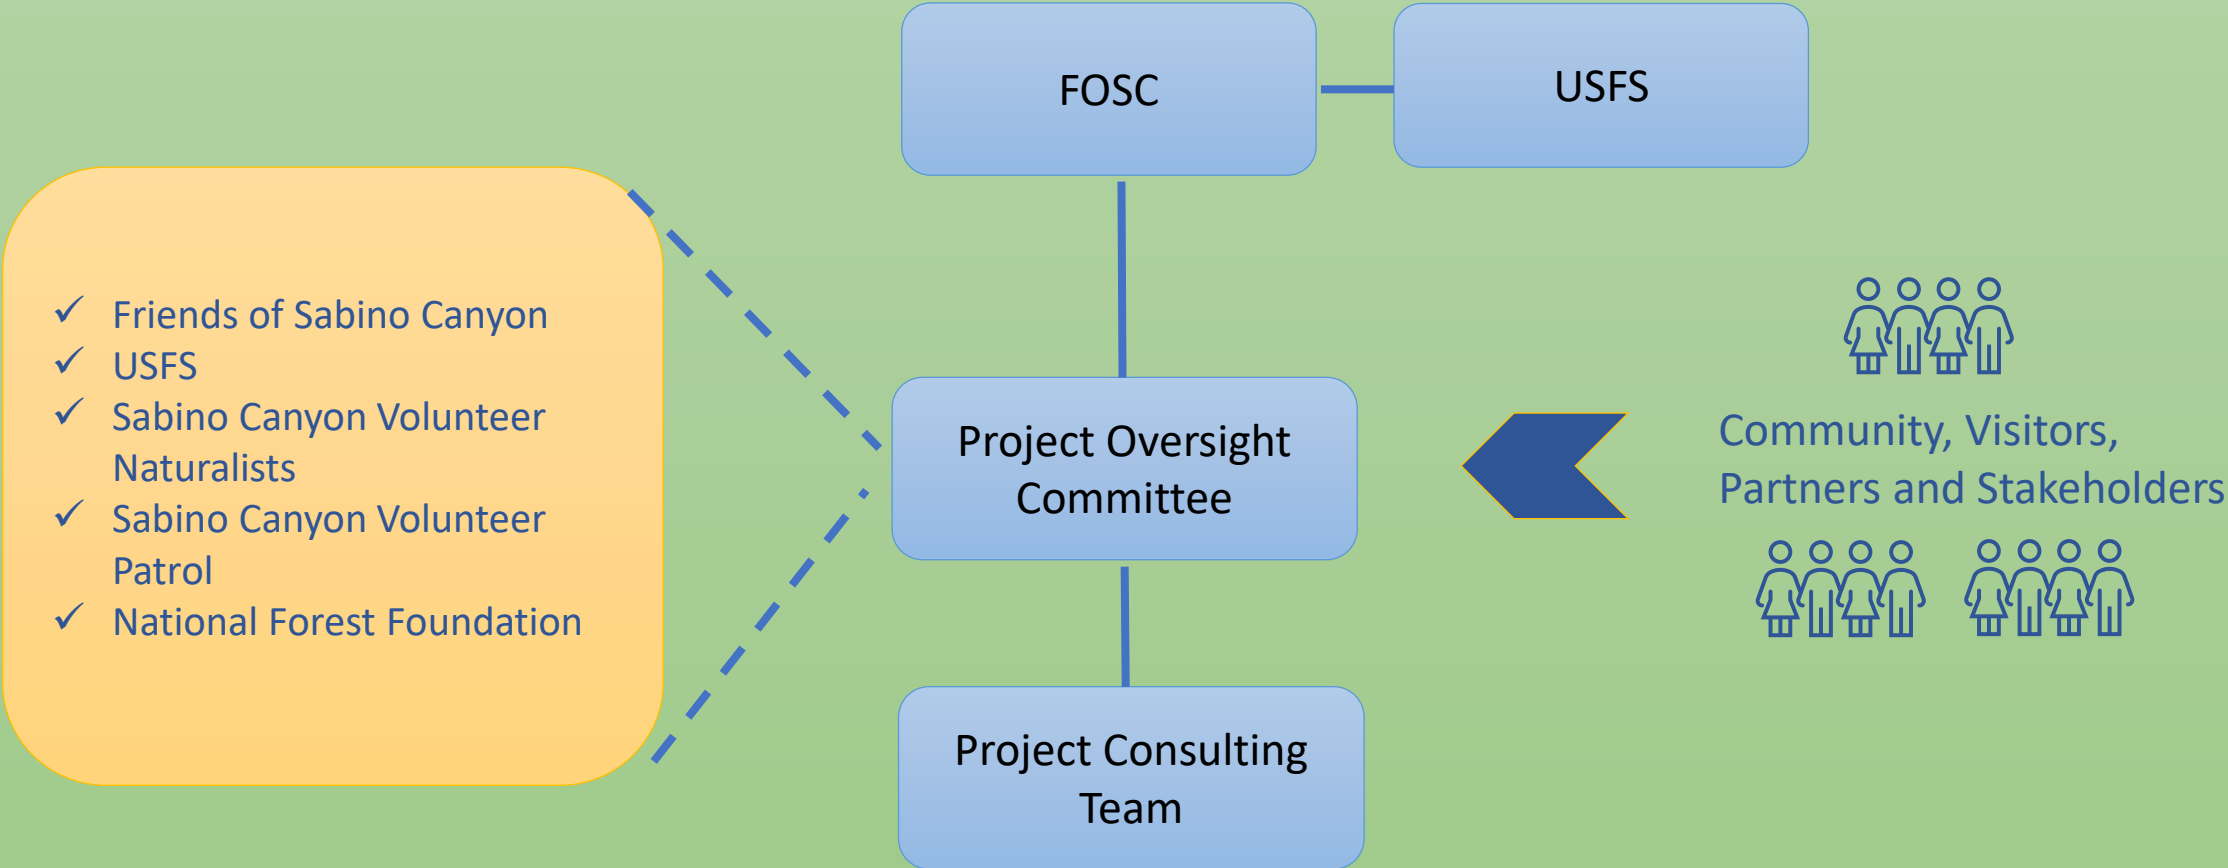 FOSC
USFS
✓ Friends of Sabino Canyon
✓ USFS
✓ Sabino Canyon Volunteer
Naturalists
✓ Sabino Canyon Volunteer
Patrol
✓ National Forest Foundation
Project Oversight
Committee
Community, Visitors,
Partners and Stakeholders
Project Consulting
Team